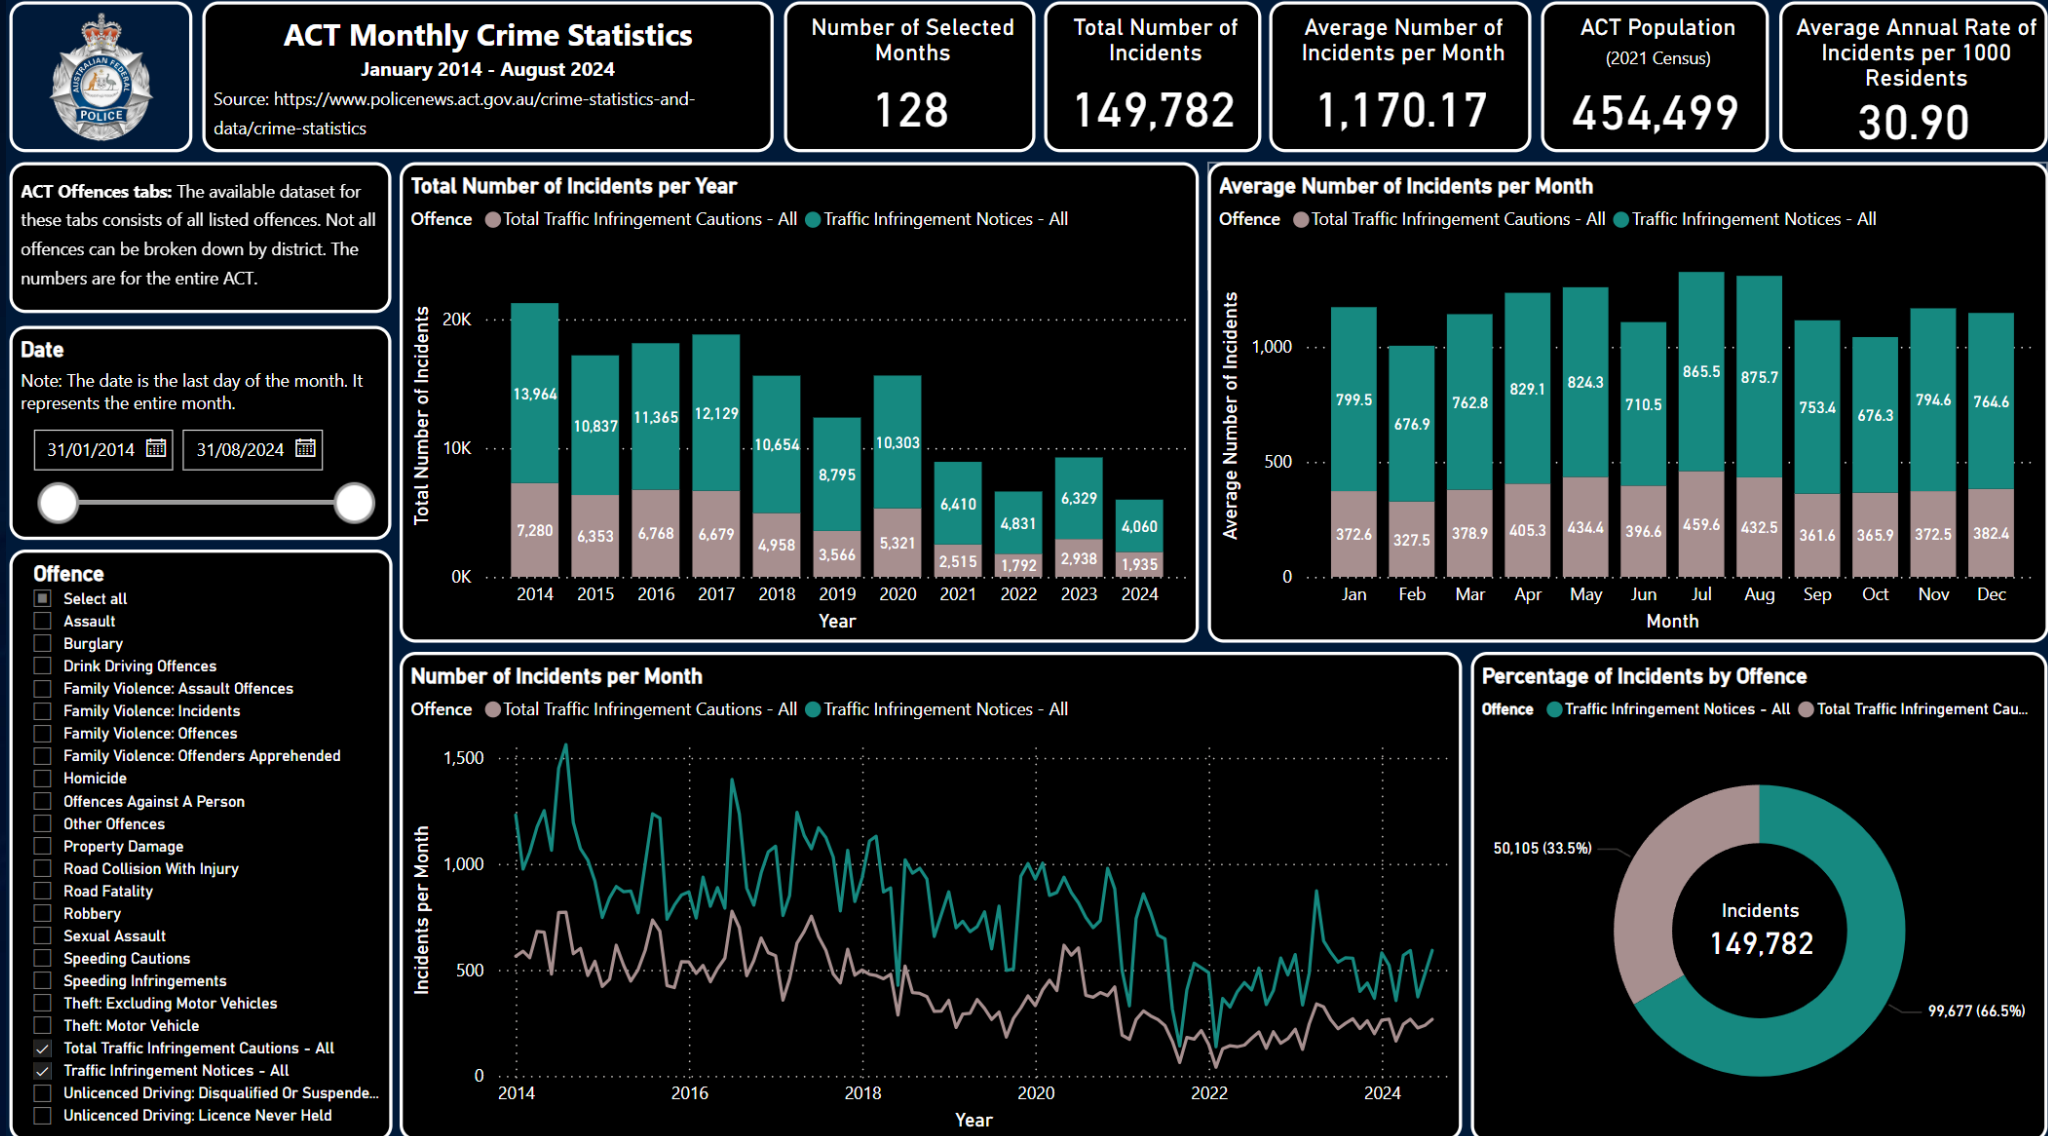 AUSTRALIAN FEDERAL
POLICE
ACT Monthly Crime Statistics
January 2014 - August 2024
Source: https://www.policenews.act.gov.au/crime-statistics-and-
data/crime-statistics
Number of Selected
Months
128
Total Number of
Incidents
149,782
Average Number of
Incidents per Month
1,170.17
ACT Population
(2021 Census)
454,499
Average Annual Rate of
Incidents per 1000
Residents
30.90
ACT Offences tabs: The available dataset for
these tabs consists of all listed offences. Not all
offences can be broken down by district. The
numbers are for the entire ACT.
Date
Note: The date is the last day of the month. It
represents the entire month.
31/01/2014 31/08/2024
Offence
Select all
Assault
Burglary
Drink Driving Offences
Family Violence: Assault Offences
Family Violence: Incidents
Family Violence: Offences
Family Violence: Offenders Apprehended
Homicide
Offences Against A Person
Other Offences
Property Damage
Road Collision With Injury
Road Fatality
Robbery
Sexual Assault
Speeding Cautions
Speeding Infringements
Theft: Excluding Motor Vehicles
Theft: Motor Vehicle
Total Traffic Infringement Cautions - All
Traffic Infringement Notices - All
Unlicenced Driving: Disqualified Or Suspende...
Unlicenced Driving: Licence Never Held
Total Number of Incidents per Year
Offence Total Traffic Infringement Cautions - All Traffic Infringement Notices - All
Total Number of Incidents
20K
10K
0K
13,964 10,837 11,365 12,129 10,654 8,795 10,303 6,410 4,831 6,329 4,060
7,280 6,353 6,768 6,679 4,958 3,566 5,321 2,515 1,792 2,938 1,935
2014 2015 2016 2017 2018 2019 2020 2021 2022 2023 2024
Year
Average Number of Incidents per Month
Offence Total Traffic Infringement Cautions - All Traffic Infringement Notices - All
Average Number of Incidents
1,000
500
0
799.5 676.9 762.8 829.1 824.3 710.5 865.5 875.7 753.4 676.3 794.6 764.6
372.6 327.5 378.9 405.3 434.4 396.6 459.6 432.5 361.6 365.9 372.5 382.4
Jan Feb Mar Apr May Jun Jul Aug Sep Oct Nov Dec
Month
Number of Incidents per Month
Offence Total Traffic Infringement Cautions - All Traffic Infringement Notices - All
Incidents per Month
1,500
1,000
500
0
2014 2016 2018 2020 2022 2024
Year
Percentage of Incidents by Offence
Offence Traffic Infringement Notices - All Total Traffic Infringement Cau...
50,105 (33.5%)
Incidents
149,782
99,677 (66.5%)